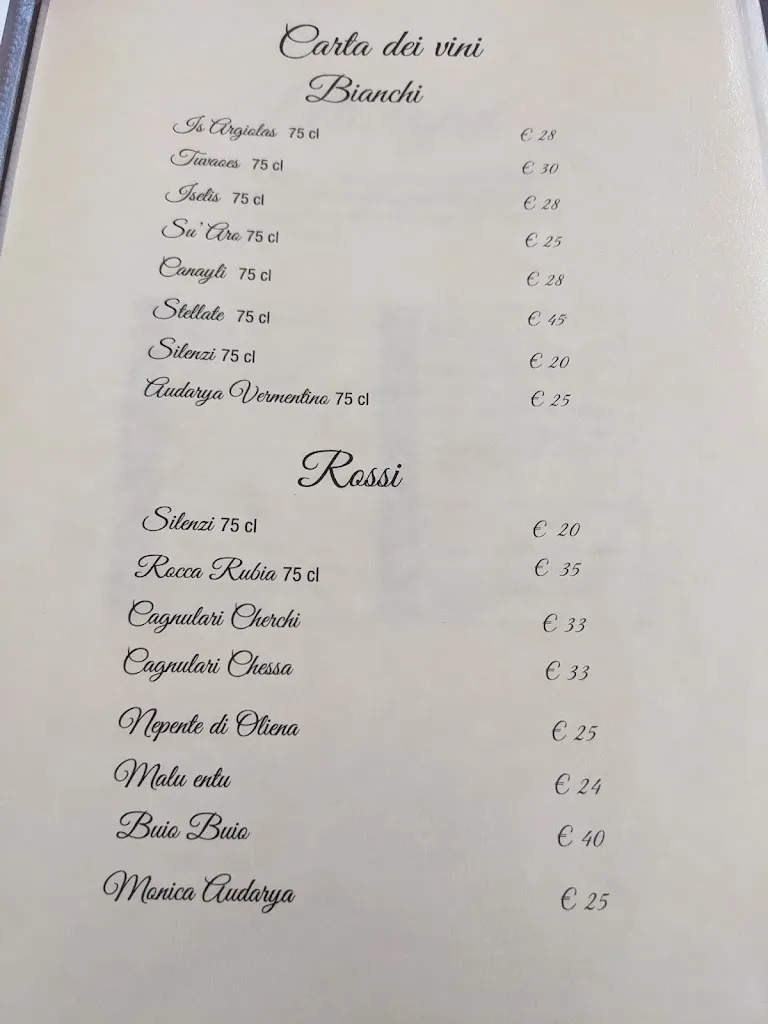 Carta dei vini
Bianchi
Is Argiolas 75 cl € 28
Tuvaoes 75 cl € 30
Iselis 75 cl € 28
Su' Aro 75 cl € 25
Canayli 75 cl € 28
Stellate 75 cl € 45
Silenzi 75 cl € 20
Audarya Vermentino 75 cl € 25
Rossi
Silenzi 75 cl € 20
Rocca Rubia 75 cl € 35
Cagnulari Cherchi € 33
Cagnulari Chessa € 33
Nepente di Oliena € 25
Malu entu € 24
Buio Buio € 40
Monica Audarya € 25